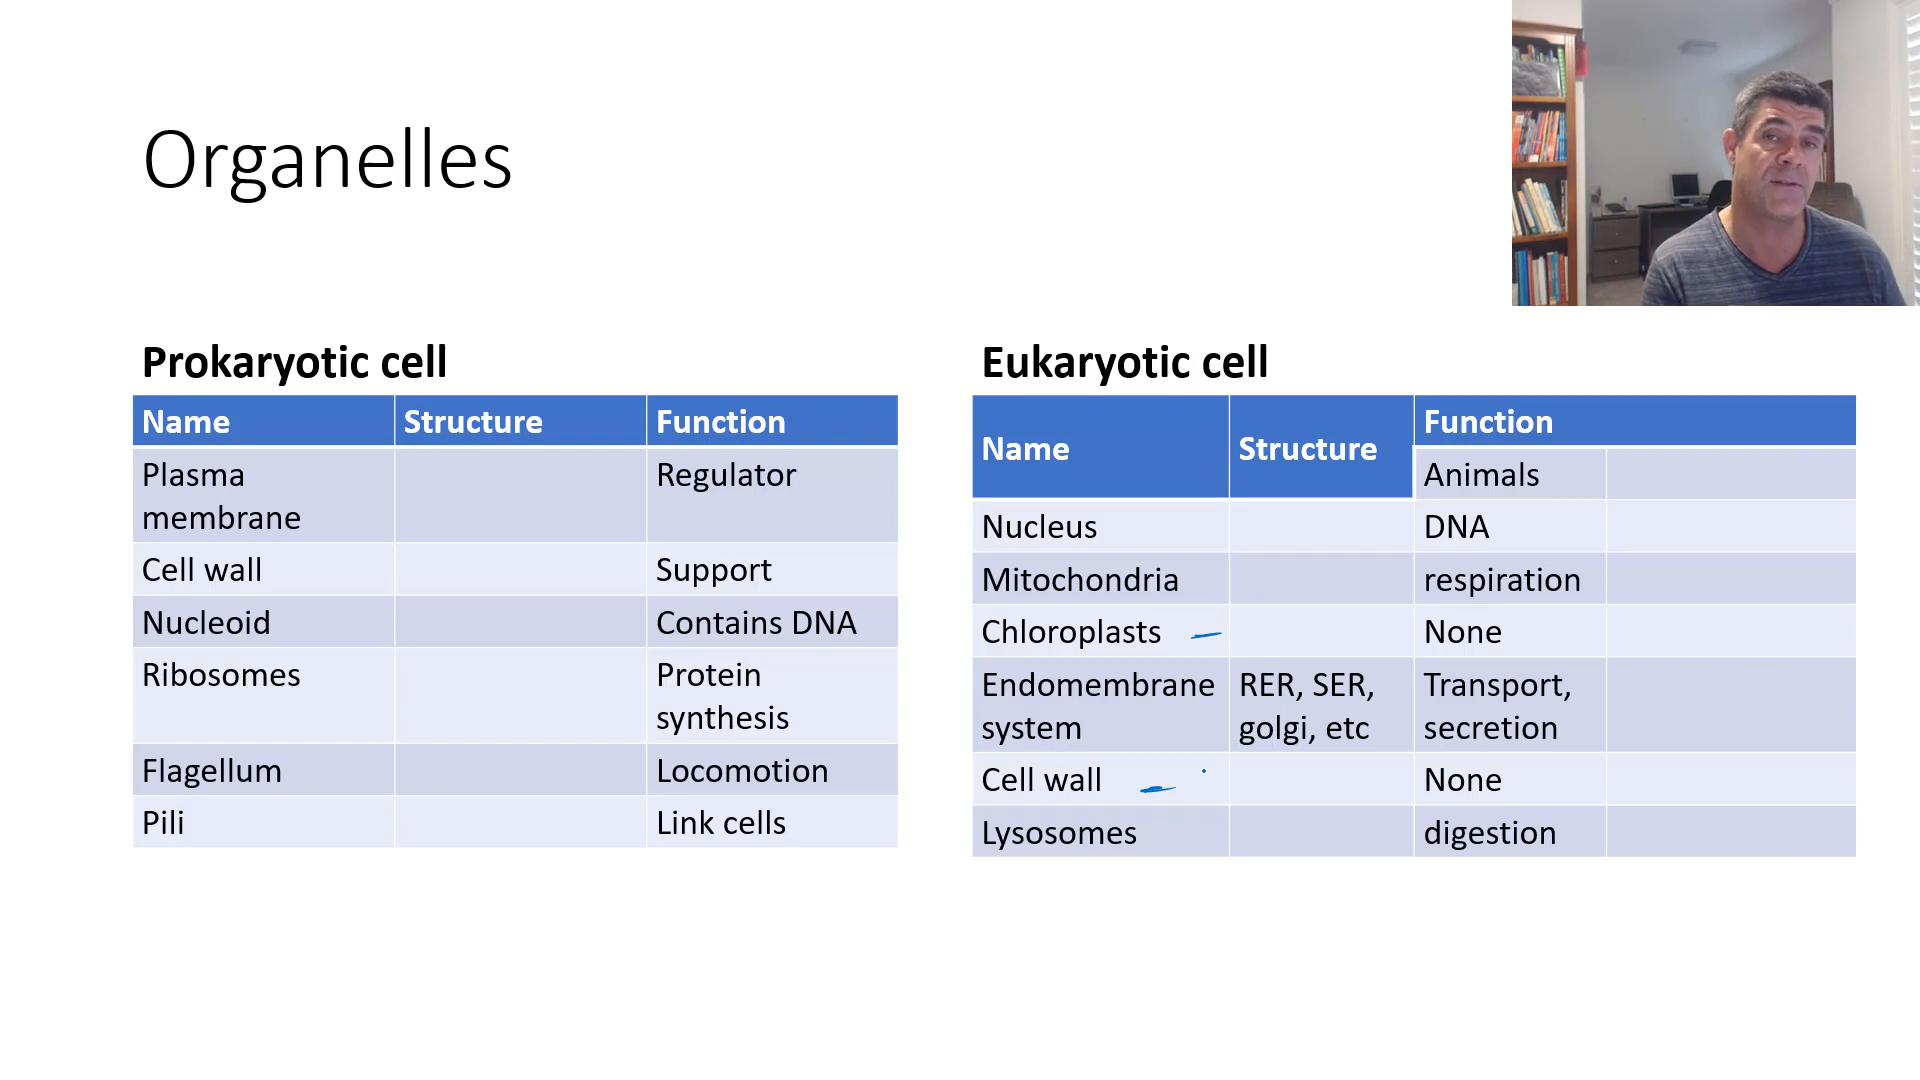 Organelles
Prokaryotic cell
Name Structure Function
Plasma Regulator
membrane
Cell wall Support
Nucleoid Contains DNA
Ribosomes Protein
synthesis
Flagellum Locomotion
Pili Link cells
Eukaryotic cell
Name Structure Function
Animals
Nucleus DNA
Mitochondria respiration
Chloroplasts None
Endomembrane RER, SER, Transport,
system golgi, etc secretion
Cell wall None
Lysosomes digestion